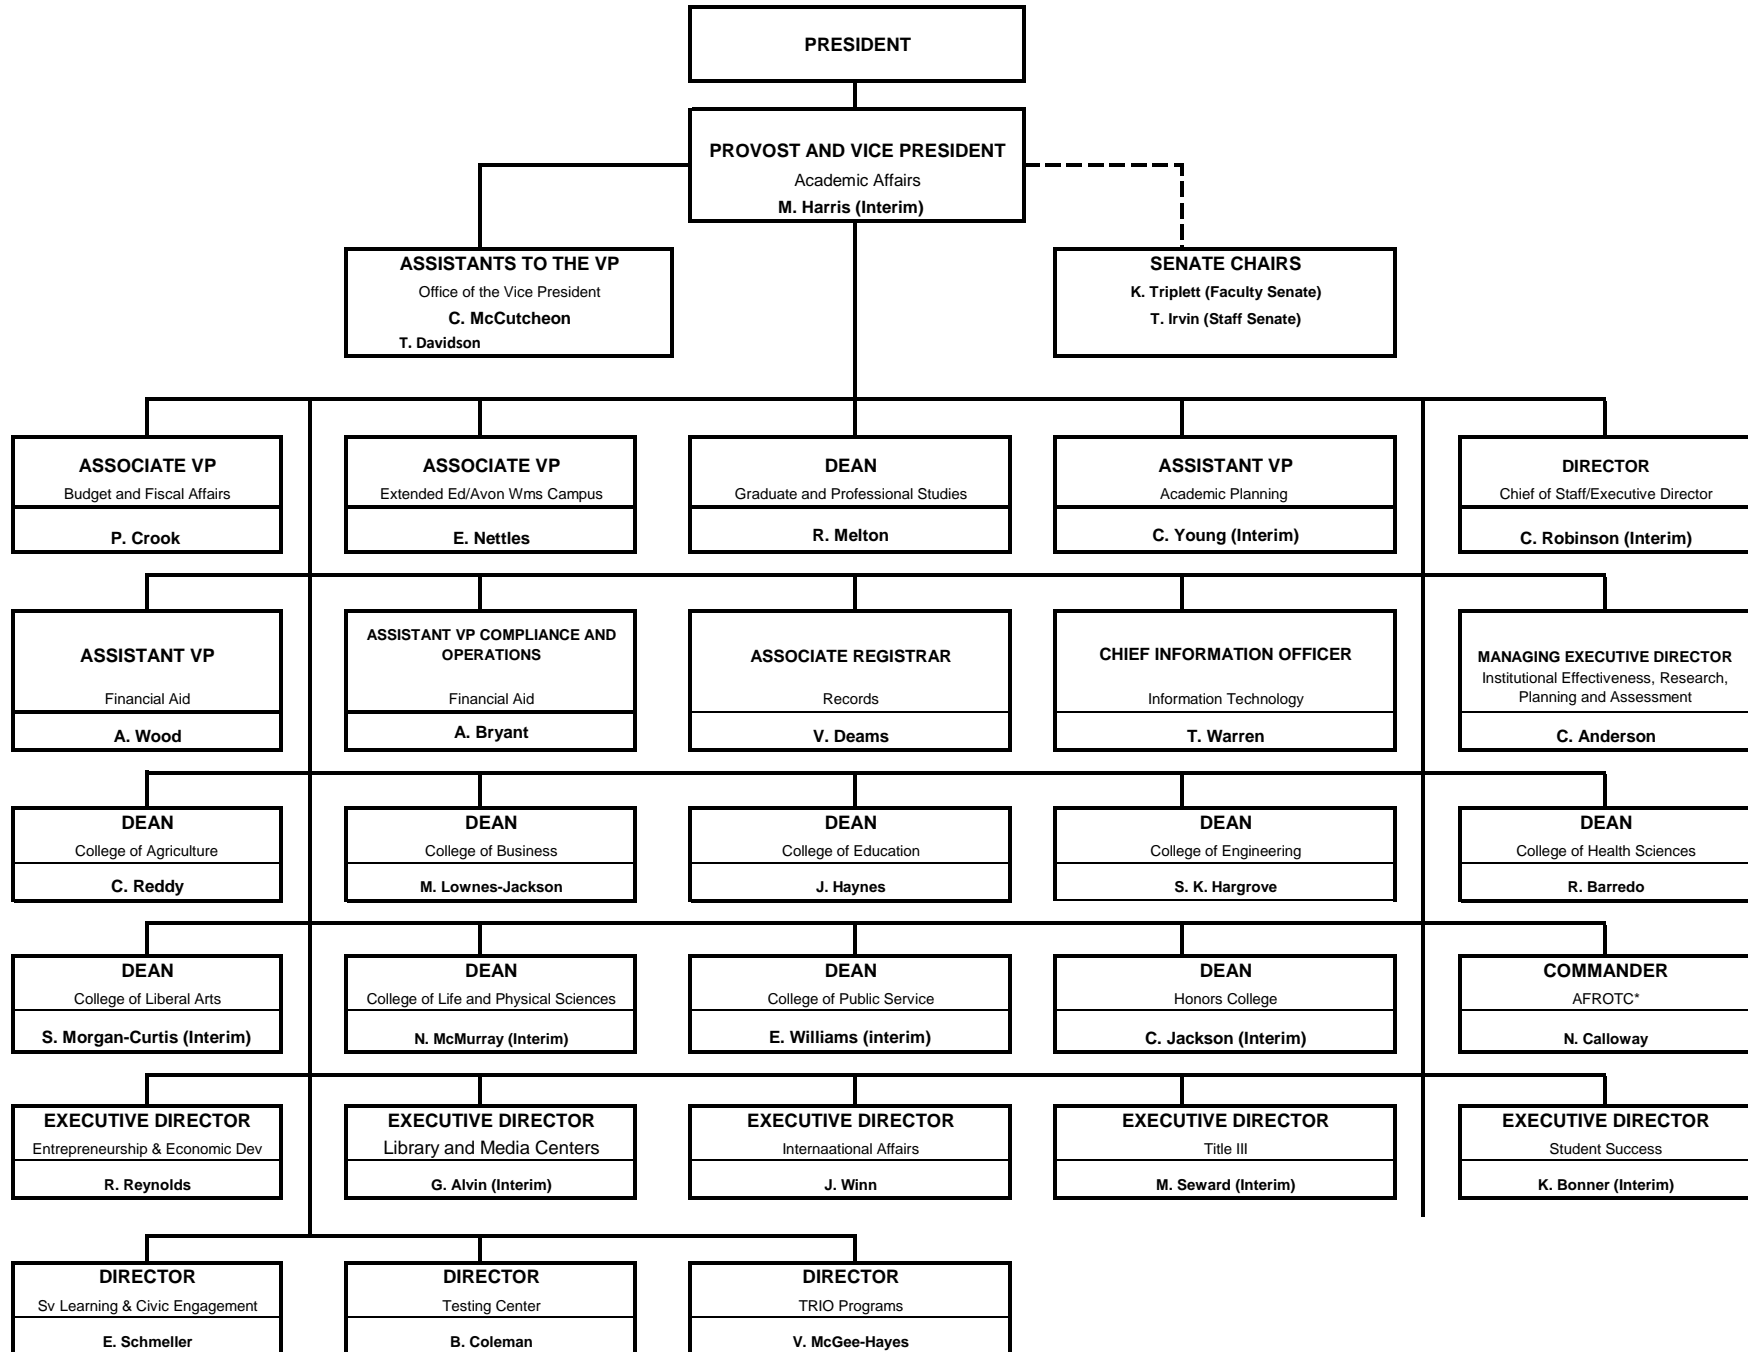 PRESIDENT
PROVOST AND VICE PRESIDENT
Academic Affairs
M. Harris (Interim)
ASSISTANTS TO THE VP
Office of the Vice President
C. McCutcheon
T. Davidson
SENATE CHAIRS
K. Triplett (Faculty Senate)
T. Irvin (Staff Senate)
ASSOCIATE VP
Budget and Fiscal Affairs
P. Crook
ASSOCIATE VP
Extended Ed/Avon Wms Campus
E. Nettles
DEAN
Graduate and Professional Studies
R. Melton
ASSISTANT VP
Academic Planning
C. Young (Interim)
DIRECTOR
Chief of Staff/Executive Director
C. Robinson (Interim)
ASSISTANT VP
Financial Aid
A. Wood
ASSISTANT VP COMPLIANCE AND
OPERATIONS
Financial Aid
A. Bryant
ASSOCIATE REGISTRAR
Records
V. Deams
CHIEF INFORMATION OFFICER
Information Technology
T. Warren
MANAGING EXECUTIVE DIRECTOR
Institutional Effectiveness, Research,
Planning and Assessment
C. Anderson
DEAN
College of Agriculture
C. Reddy
DEAN
College of Business
M. Lownes-Jackson
DEAN
College of Education
J. Haynes
DEAN
College of Engineering
S. K. Hargrove
DEAN
College of Health Sciences
R. Barredo
DEAN
College of Liberal Arts
S. Morgan-Curtis (Interim)
DEAN
College of Life and Physical Sciences
N. McMurray (Interim)
DEAN
College of Public Service
E. Williams (interim)
DEAN
Honors College
C. Jackson (Interim)
COMMANDER
AFROTC*
N. Calloway
EXECUTIVE DIRECTOR
Entrepreneurship & Economic Dev
R. Reynolds
EXECUTIVE DIRECTOR
Library and Media Centers
G. Alvin (Interim)
EXECUTIVE DIRECTOR
Internaational Affairs
J. Winn
EXECUTIVE DIRECTOR
Title III
M. Seward (Interim)
EXECUTIVE DIRECTOR
Student Success
K. Bonner (Interim)
DIRECTOR
Sv Learning & Civic Engagement
E. Schmeller
DIRECTOR
Testing Center
B. Coleman
DIRECTOR
TRIO Programs
V. McGee-Hayes